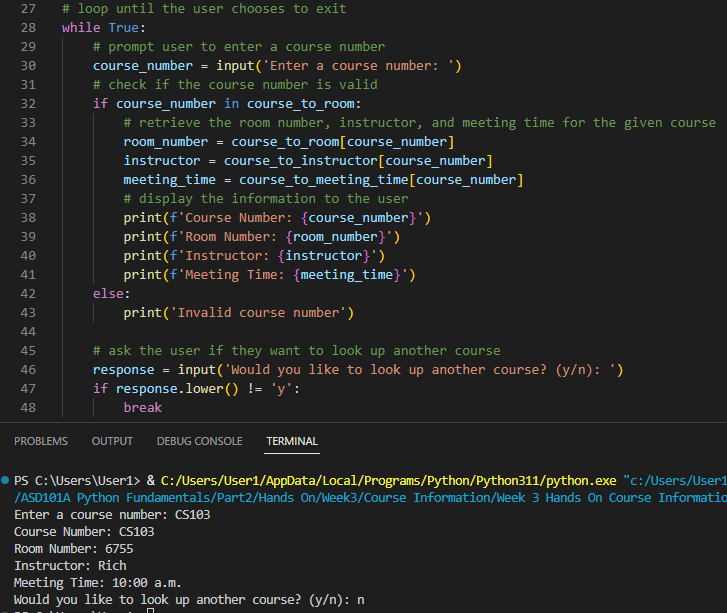 27 # loop until the user chooses to exit
28 while True:
29 # prompt user to enter a course number
30 course_number = input('Enter a course number: ')
31 # check if the course number is valid
32 if course_number in course_to_room:
33 # retrieve the room number, instructor, and meeting time for the given course
34 room_number = course_to_room[course_number]
35 instructor = course_to_instructor[course_number]
36 meeting_time = course_to_meeting_time[course_number]
37 # display the information to the user
38 print(f'Course Number: {course_number}')
39 print(f'Room Number: {room_number}')
40 print(f'Instructor: {instructor}')
41 print(f'Meeting Time: {meeting_time}')
42 else:
43 print('Invalid course number')
44
45 # ask the user if they want to look up another course
46 response = input('Would you like to look up another course? (y/n): ')
47 if response.lower() != 'y':
48 break
PROBLEMS OUTPUT DEBUG CONSOLE TERMINAL
PS C:\Users\User1> & C:/Users/User1/AppData/Local/Programs/Python/Python311/python.exe "c:/Users/User1
/ASD101A Python Fundamentals/Part2/Hands On/Week3/Course Information/Week 3 Hands On Course Informatio
Enter a course number: CS103
Course Number: CS103
Room Number: 6755
Instructor: Rich
Meeting Time: 10:00 a.m.
Would you like to look up another course? (y/n): n